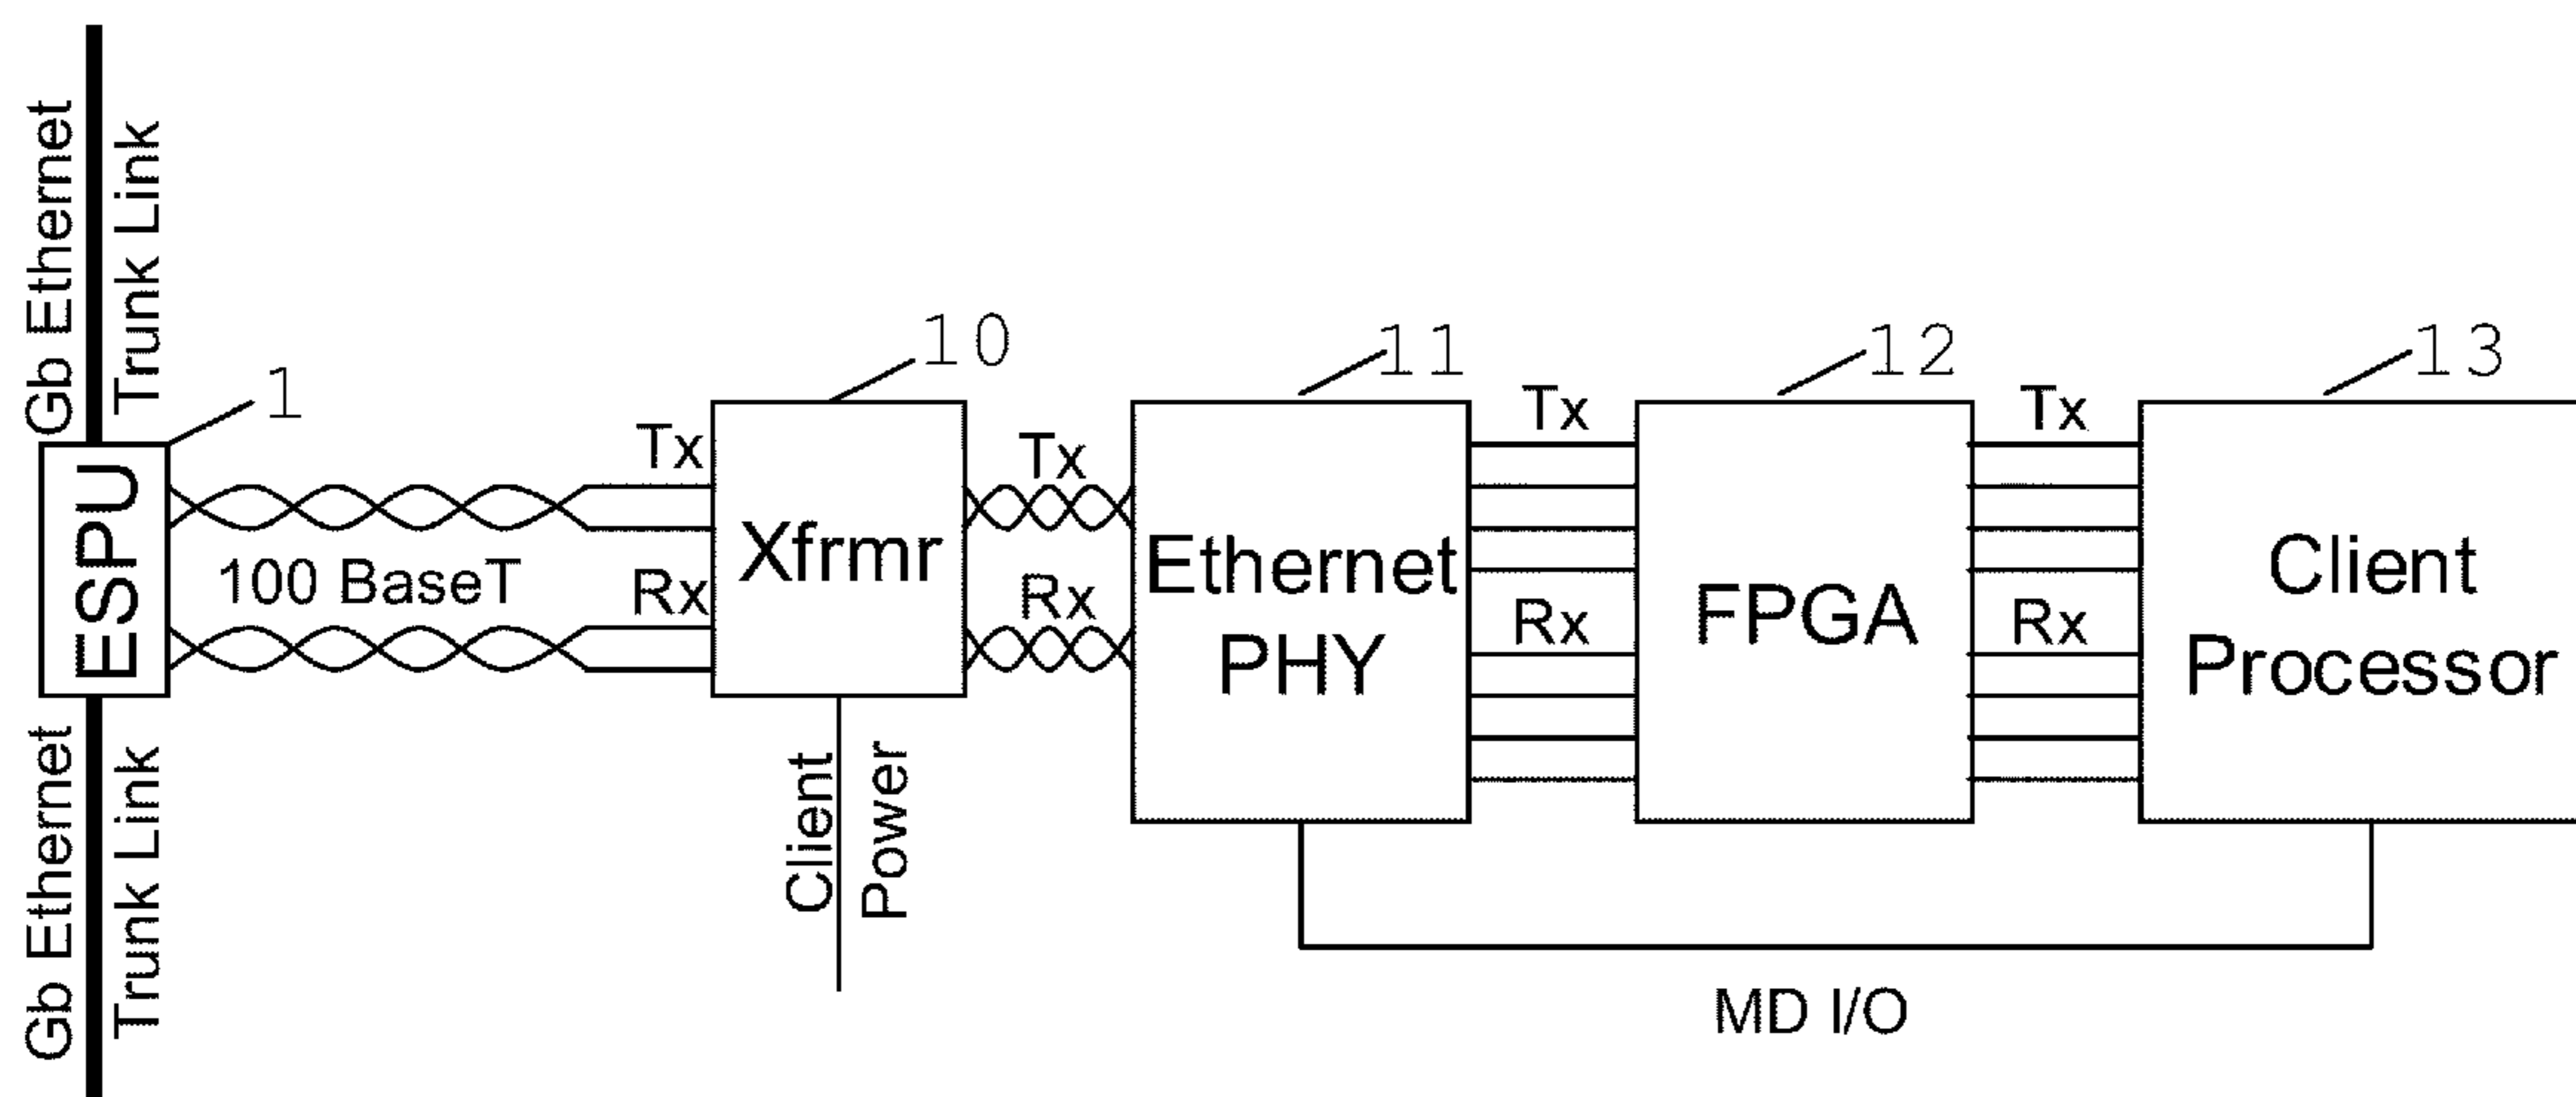 Gb Ethernet
Trunk Link
1
ESPU
Gb Ethernet
Trunk Link
100 BaseT
Tx
Rx
10
Xfrmr
Client
Power
Tx
Rx
11
Ethernet
PHY
Tx
Rx
12
FPGA
Tx
Rx
13
Client
Processor
MD I/O